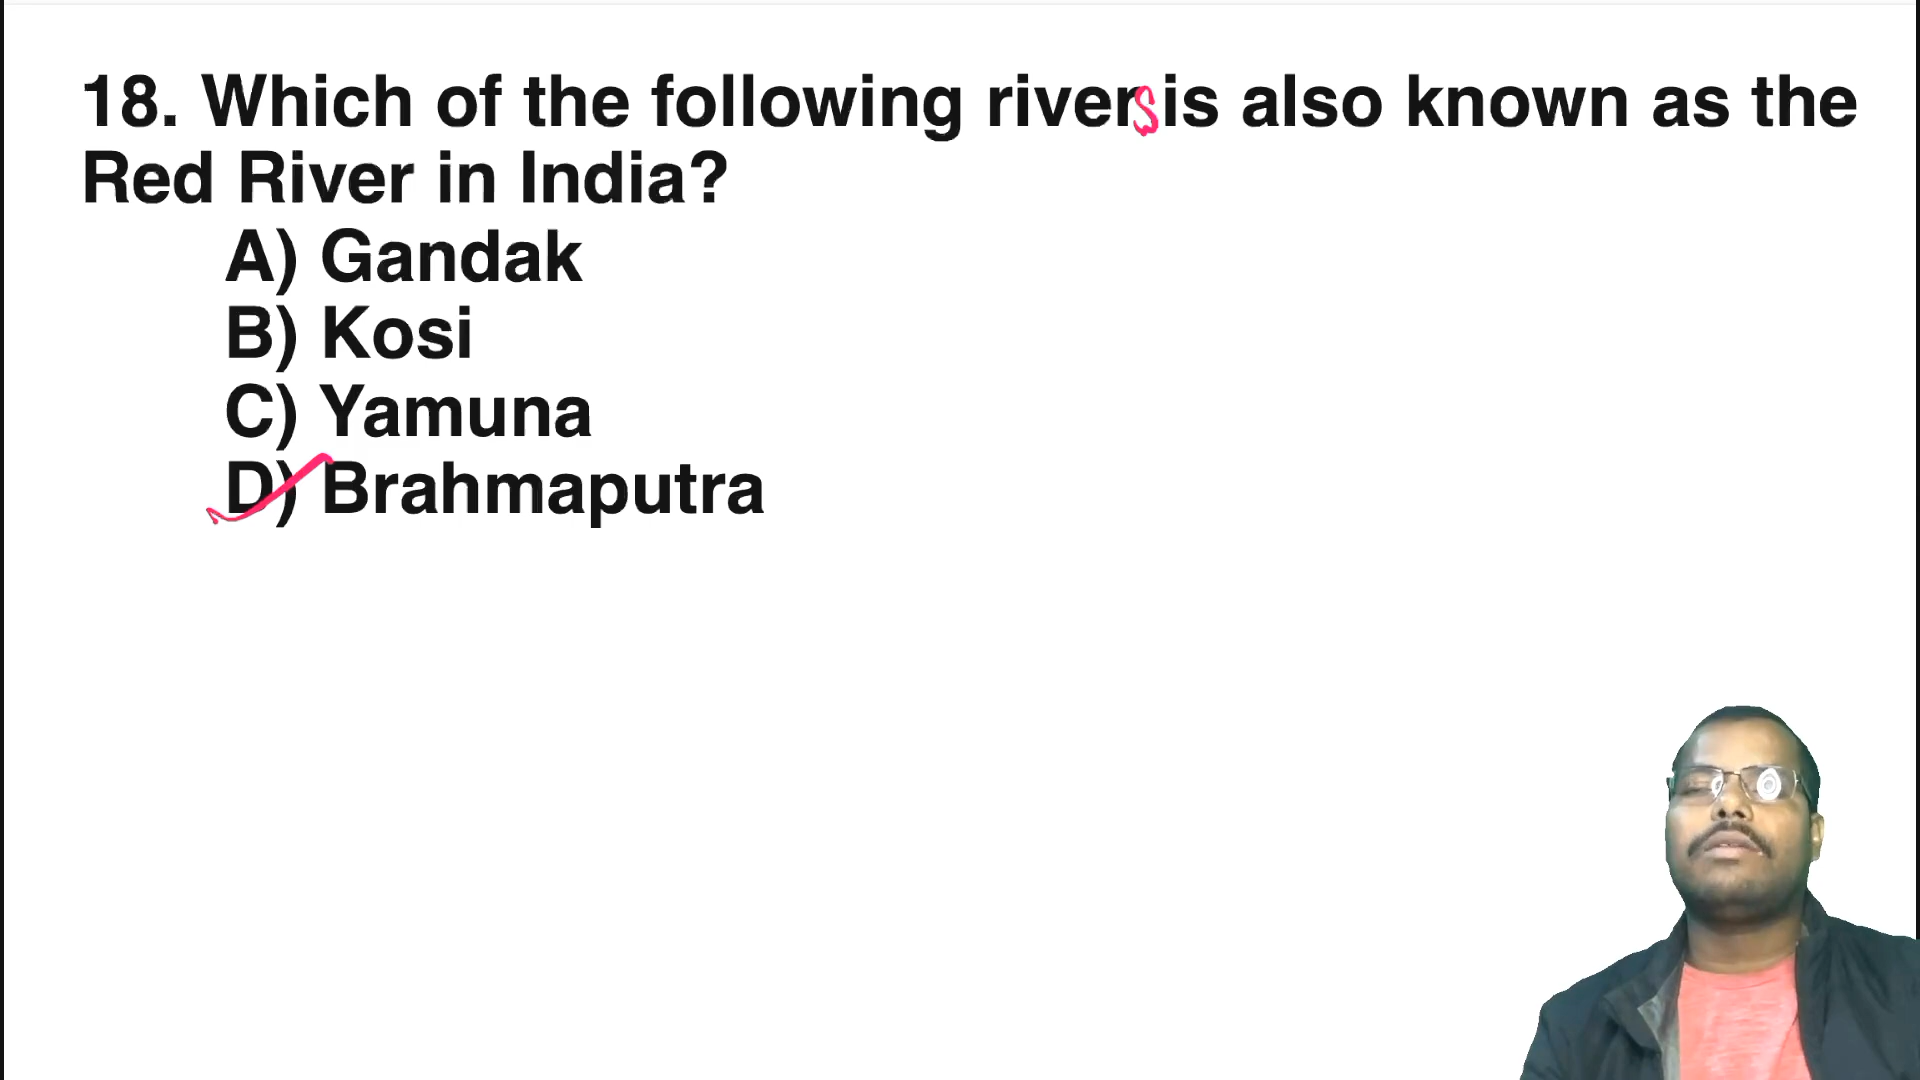 18. Which of the following rivers is also known as the
Red River in India?
A) Gandak
B) Kosi
C) Yamuna
D) Brahmaputra